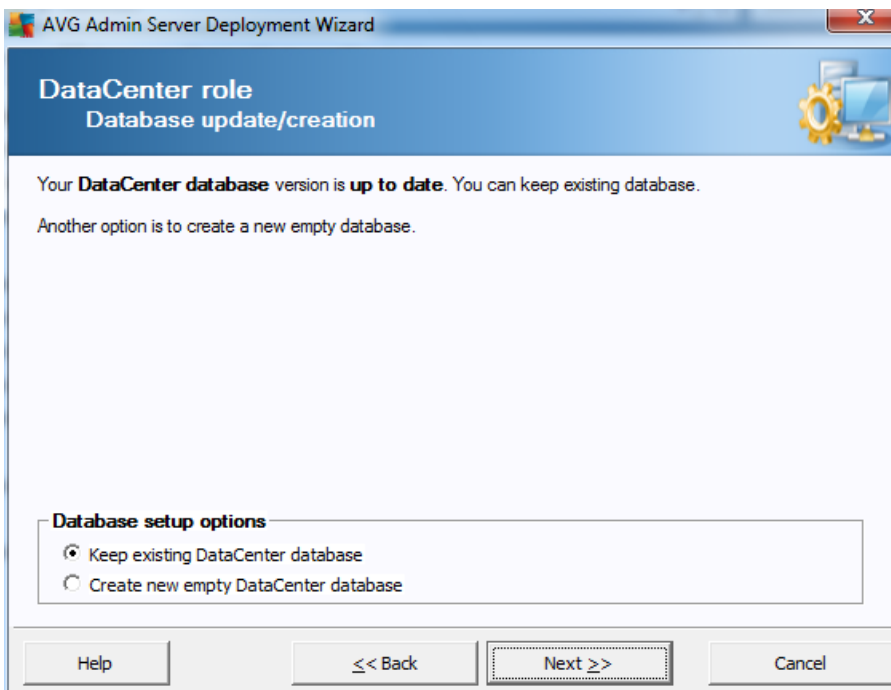 AVG Admin Server Deployment Wizard
DataCenter role
Database update/creation
Your DataCenter database version is up to date. You can keep existing database.
Another option is to create a new empty database.
Database setup options
Keep existing DataCenter database
Create new empty DataCenter database
Help
<< Back
Next >>
Cancel